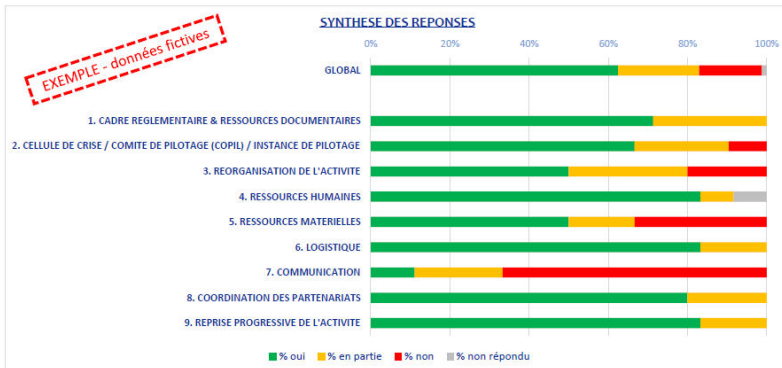 SYNTHESE DES REPONSES
EXEMPLE - données fictives
0% 20% 40% 60% 80% 100%
GLOBAL
1. CADRE REGLEMENTAIRE & RESSOURCES DOCUMENTAIRES
2. CELLULE DE CRISE / COMITE DE PILOTAGE (COPIL) / INSTANCE DE PILOTAGE
3. REORGANISATION DE L'ACTIVITE
4. RESSOURCES HUMAINES
5. RESSOURCES MATERIELLES
6. LOGISTIQUE
7. COMMUNICATION
8. COORDINATION DES PARTENARIATS
9. REPRISE PROGRESSIVE DE L'ACTIVITE
% oui % en partie % non % non répondu